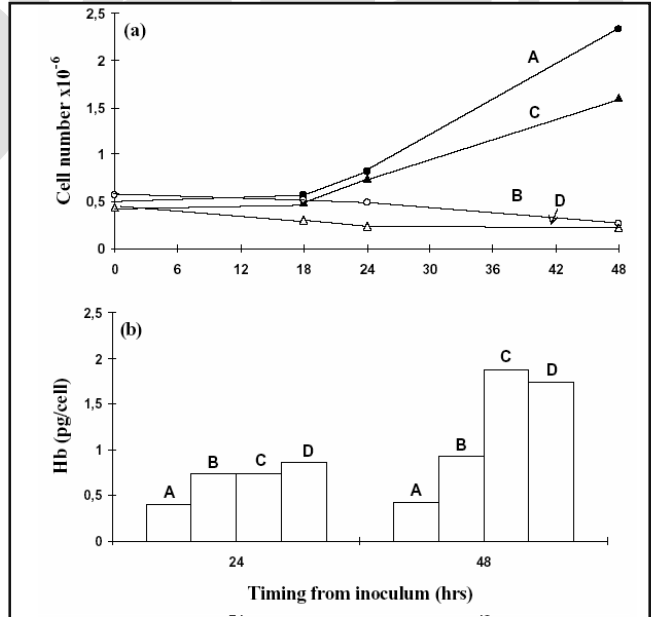 (a)
Cell number x10⁻⁶
2,5
2
1,5
1
0,5
0
A
C
B
D
0 6 12 18 24 30 36 42 48
(b)
Hb (pg/cell)
2,5
2
1,5
1
0,5
0
A B C D
A B C D
24 48
Timing from inoculum (hrs)